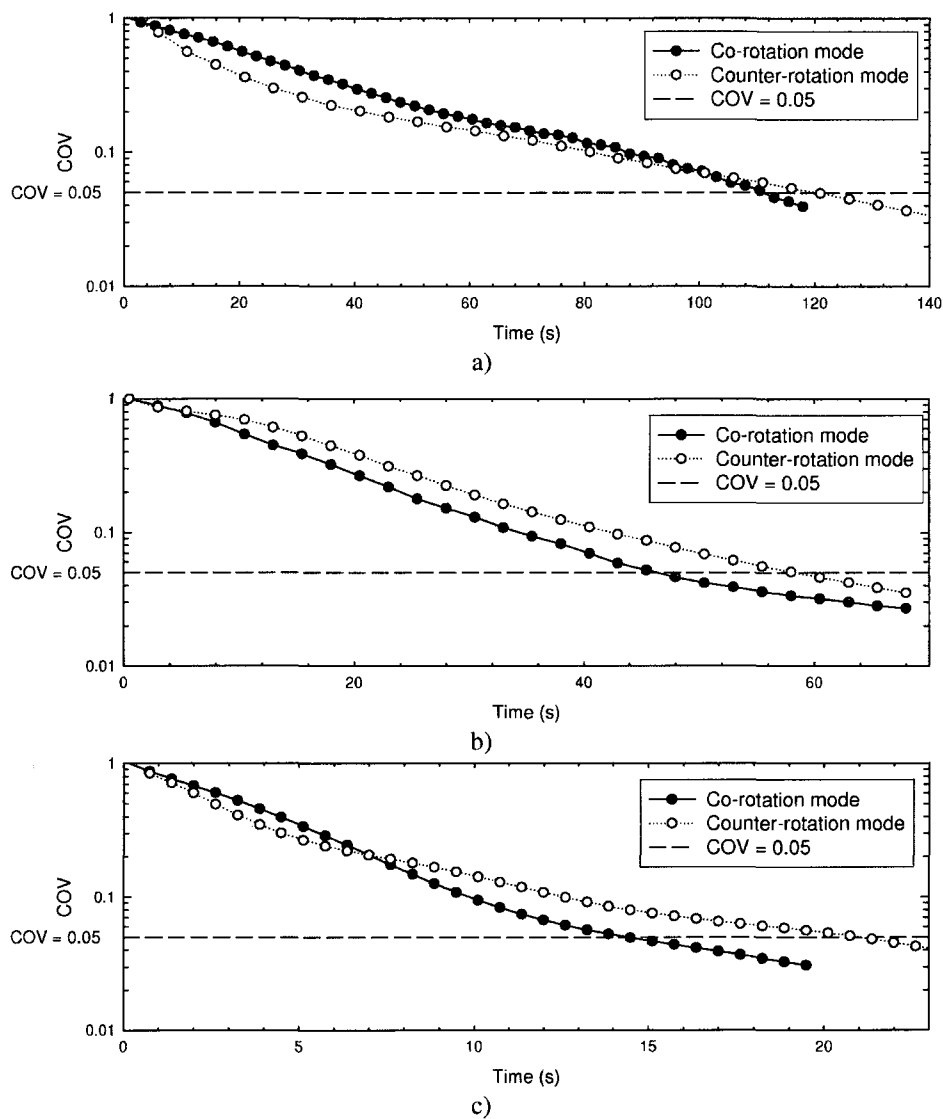 1
Co-rotation mode
Counter-rotation mode
COV = 0.05
COV
0.1
COV = 0.05
0.01
0
20
40
60
80
100
120
140
Time (s)
a)
1
Co-rotation mode
Counter-rotation mode
COV = 0.05
COV
0.1
COV = 0.05
0.01
0
20
40
60
Time (s)
b)
1
Co-rotation mode
Counter-rotation mode
COV = 0.05
COV
0.1
COV = 0.05
0.01
0
5
10
15
20
Time (s)
c)